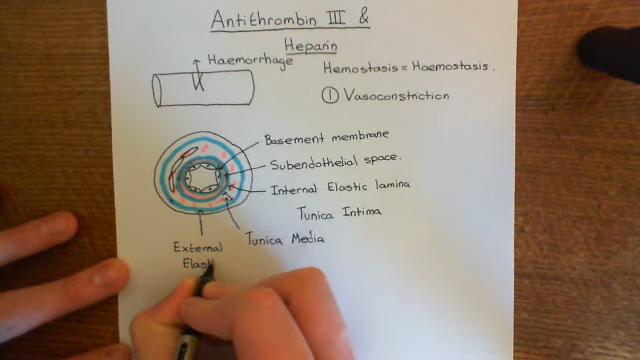 Antithrombin III &
Heparin
Haemorrhage
Hemostasis = Haemostasis.
① Vasoconstriction
Basement membrane
Subendothelial space.
Internal Elastic lamina
Tunica Intima
Tunica Media
External
Elast